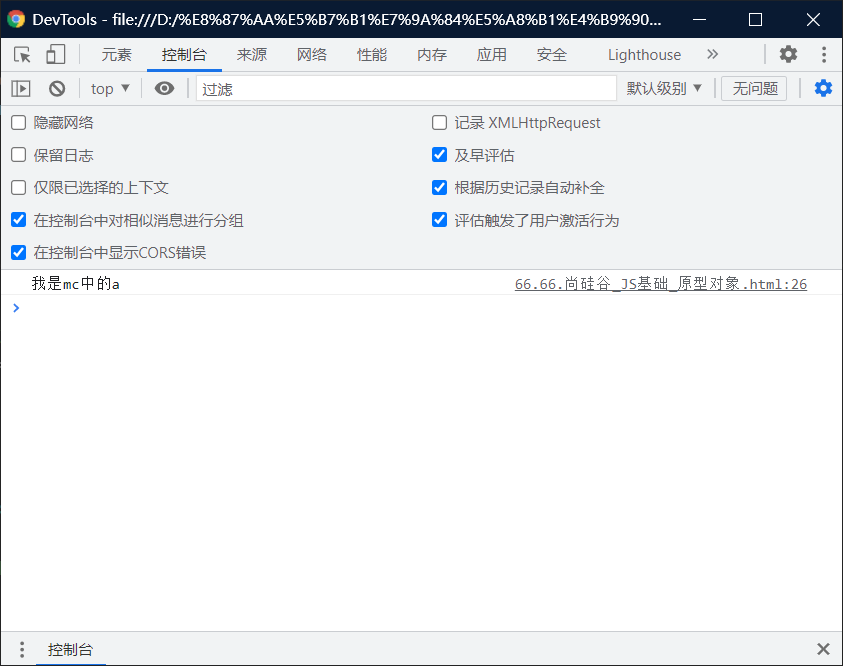 DevTools - file:///D:/%E8%87%AA%E5%B7%B1%E7%9A%84%E5%A8%B1%E4%B9%90...
元素 控制台 来源 网络 性能 内存 应用 安全 Lighthouse »
top ▼ 过滤 默认级别 ▼ 无问题
隐藏网络 记录 XMLHttpRequest
保留日志 及早评估
仅限已选择的上下文 根据历史记录自动补全
在控制台中对相似消息进行分组 评估触发了用户激活行为
在控制台中显示CORS错误
我是mc中的a 66.66.尚硅谷_JS基础_原型对象.html:26
控制台